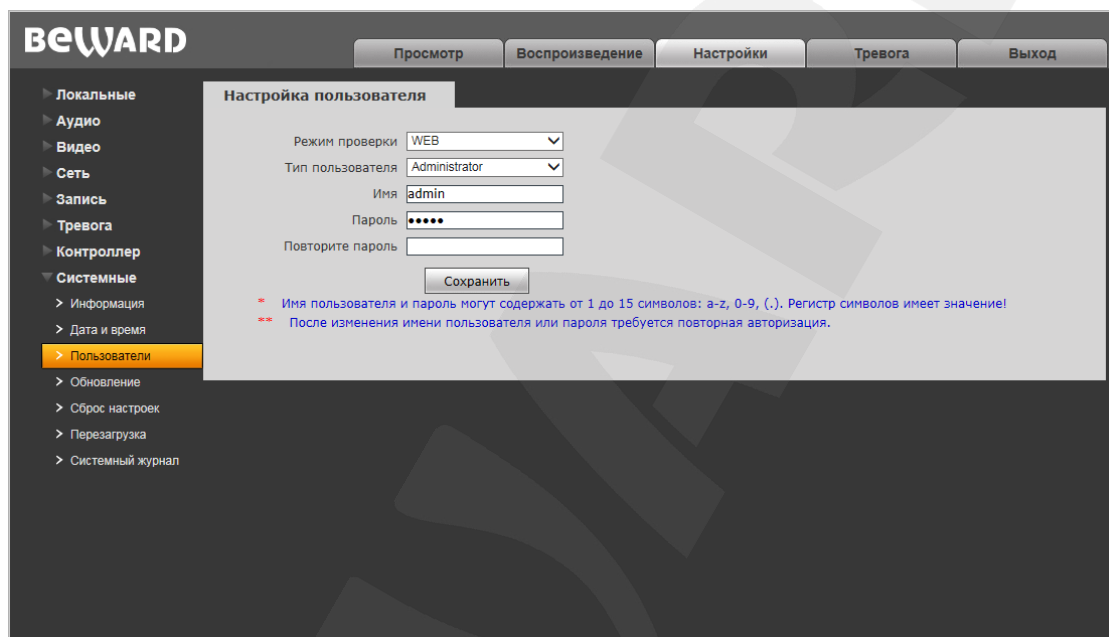 BEWARD
Просмотр Воспроизведение Настройки Тревога Выход
Локальные
Аудио
Видео
Сеть
Запись
Тревога
Контроллер
Системные
Информация
Дата и время
Пользователи
Обновление
Сброс настроек
Перезагрузка
Системный журнал
Настройка пользователя
Режим проверки WEB
Тип пользователя Administrator
Имя admin
Пароль •••••
Повторите пароль
Сохранить
* Имя пользователя и пароль могут содержать от 1 до 15 символов: a-z, 0-9, (.). Регистр символов имеет значение!
** После изменения имени пользователя или пароля требуется повторная авторизация.